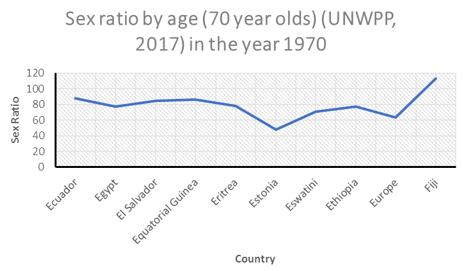 Sex ratio by age (70 year olds) (UNWPP,
2017) in the year 1970
120
100
80
60
40
20
0
Sex Ratio
Ecuador
Egypt
El Salvador
Equatorial Guinea
Eritrea
Estonia
Eswatini
Ethiopia
Europe
Fiji
Country